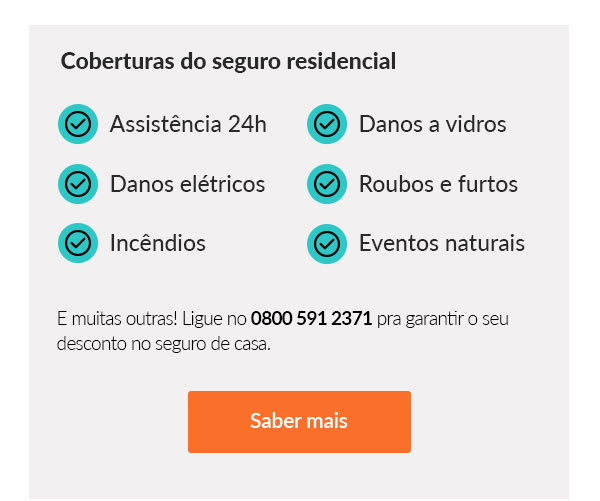 Coberturas do seguro residencial
Assistência 24h
Danos a vidros
Danos elétricos
Roubos e furtos
Incêndios
Eventos naturais
E muitas outras! Ligue no 0800 591 2371 pra garantir o seu
desconto no seguro de casa.
Saber mais